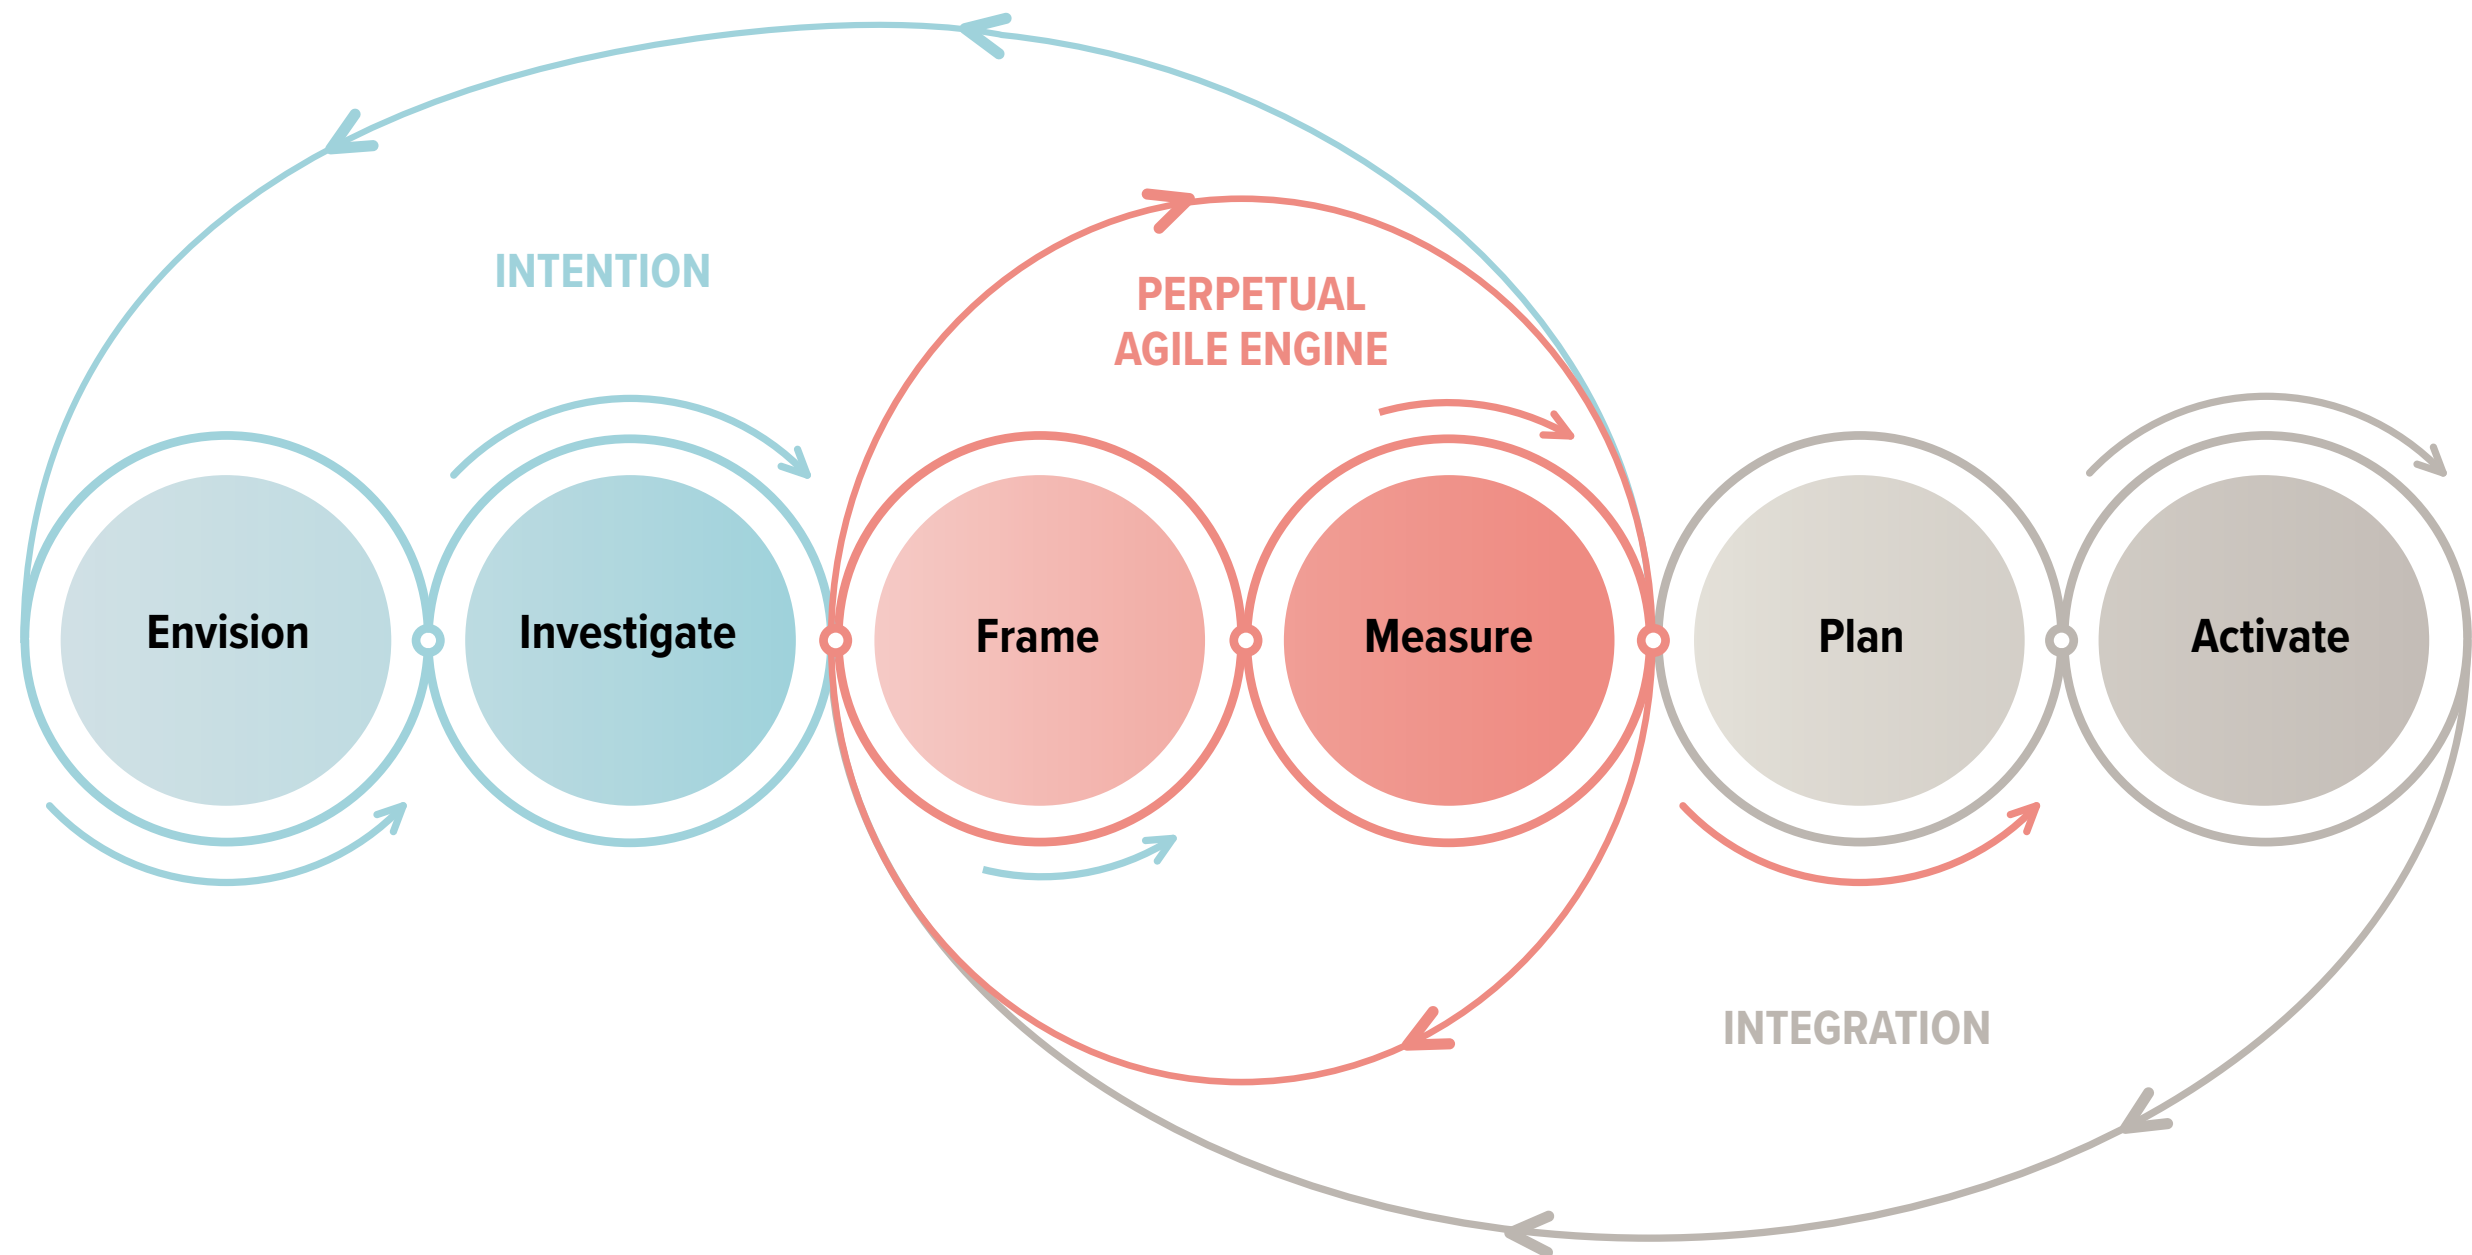 INTENTION
PERPETUAL
AGILE ENGINE
Envision
Investigate
Frame
Measure
Plan
Activate
INTEGRATION